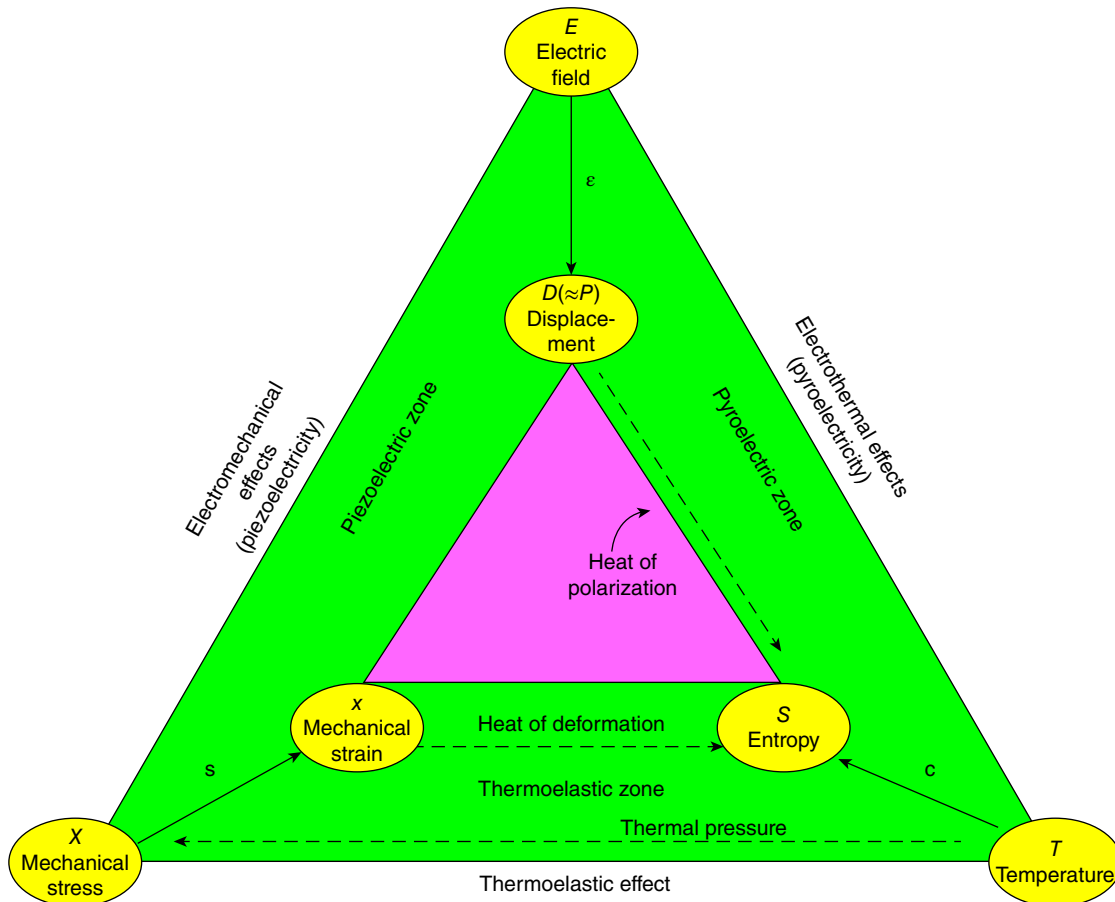 E
Electric
field
ε
D(≈P)
Displace-
ment
Electromechanical
effects
(piezoelectricity)
Piezoelectric zone
Pyroelectric zone
Electrothermal effects
(pyroelectricity)
Heat of
polarization
x
Mechanical
strain
Heat of deformation
S
Entropy
s
c
Thermoelastic zone
Thermal pressure
X
Mechanical
stress
T
Temperature
Thermoelastic effect